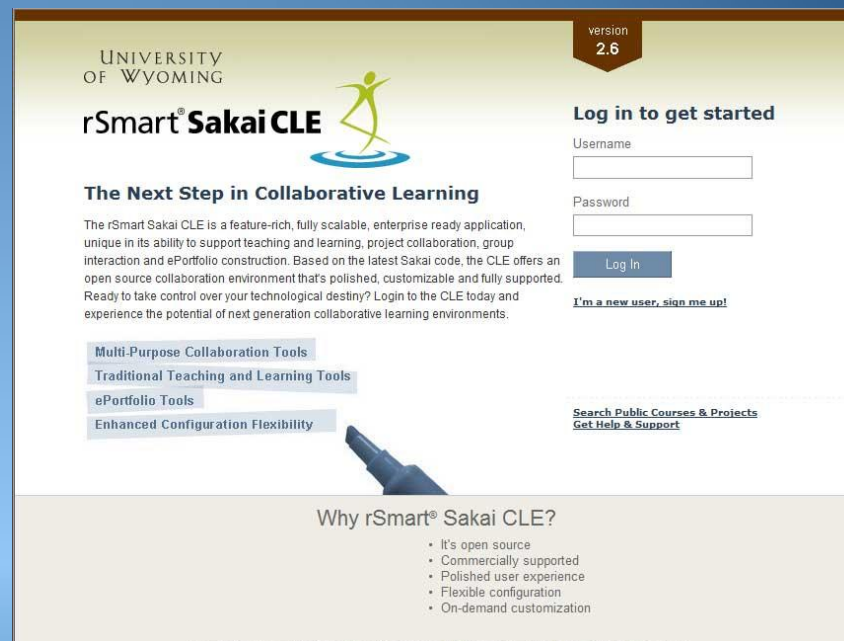 version
2.6
UNIVERSITY
OF WYOMING
rSmart® Sakai CLE
The Next Step in Collaborative Learning
The rSmart Sakai CLE is a feature-rich, fully scalable, enterprise ready application,
unique in its ability to support teaching and learning, project collaboration, group
interaction and ePortfolio construction. Based on the latest Sakai code, the CLE offers an
open source collaboration environment that's polished, customizable and fully supported.
Ready to take control over your technological destiny? Login to the CLE today and
experience the potential of next generation collaborative learning environments.
Multi-Purpose Collaboration Tools
Traditional Teaching and Learning Tools
ePortfolio Tools
Enhanced Configuration Flexibility
Log in to get started
Username
Password
Log In
I'm a new user, sign me up!
Search Public Courses & Projects
Get Help & Support
Why rSmart® Sakai CLE?
• It's open source
• Commercially supported
• Polished user experience
• Flexible configuration
• On-demand customization